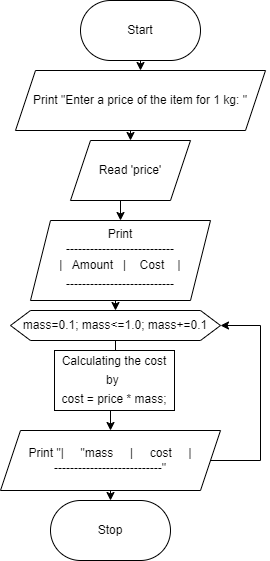 Start
Print "Enter a price of the item for 1 kg: "
Read 'price'
Print
---------------------------
| Amount | Cost |
---------------------------
mass=0.1; mass<=1.0; mass+=0.1
Calculating the cost
by
cost = price * mass;
Print "| "mass | cost |
---------------------------"
Stop